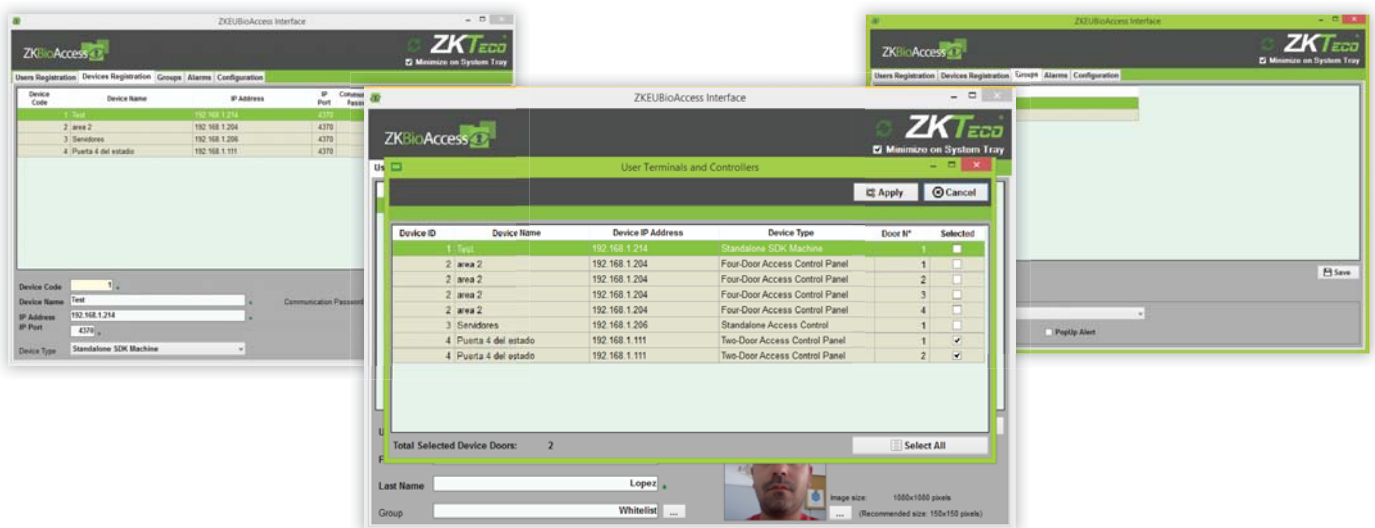 ZKEUBioAccess Interface
ZKBioAccess
ZKTECO
Minimize on System Tray
Users Registration Devices Registration Groups Alarms Configuration
Device Code Device Name IP Address IP Port
1 Test 192.168.1.214 4370
2 area 2 192.168.1.204 4370
3 Servidores 192.168.1.206 4370
4 Puerta 4 del estadio 192.168.1.111 4370
Device Code 1
Device Name Test
Communication Password
IP Address 192.168.1.214
IP Port 4370
Device Type Standalone SDK Machine
ZKEUBioAccess Interface
ZKBioAccess
ZKTECO
Minimize on System Tray
User Terminals and Controllers
Apply Cancel
Device ID Device Name Device IP Address Device Type Door N° Selected
1 Test 192.168.1.214 Standalone SDK Machine 1
2 area 2 192.168.1.204 Four-Door Access Control Panel 1
2 area 2 192.168.1.204 Four-Door Access Control Panel 2
2 area 2 192.168.1.204 Four-Door Access Control Panel 3
2 area 2 192.168.1.204 Four-Door Access Control Panel 4
3 Servidores 192.168.1.206 Standalone Access Control 1
4 Puerta 4 del estado 192.168.1.111 Two-Door Access Control Panel 1
4 Puerta 4 del estado 192.168.1.111 Two-Door Access Control Panel 2
Total Selected Device Doors: 2
Select All
Last Name Lopez
Group Whitelist ...
Image size: 1080x1080 pixels
... (Recommended size: 150x150 pixels)
ZKEUBioAccess Interface
ZKBioAccess
ZKTECO
Minimize on System Tray
Users Registration Devices Registration Groups Alarms Configuration
Save
PopUp Alert